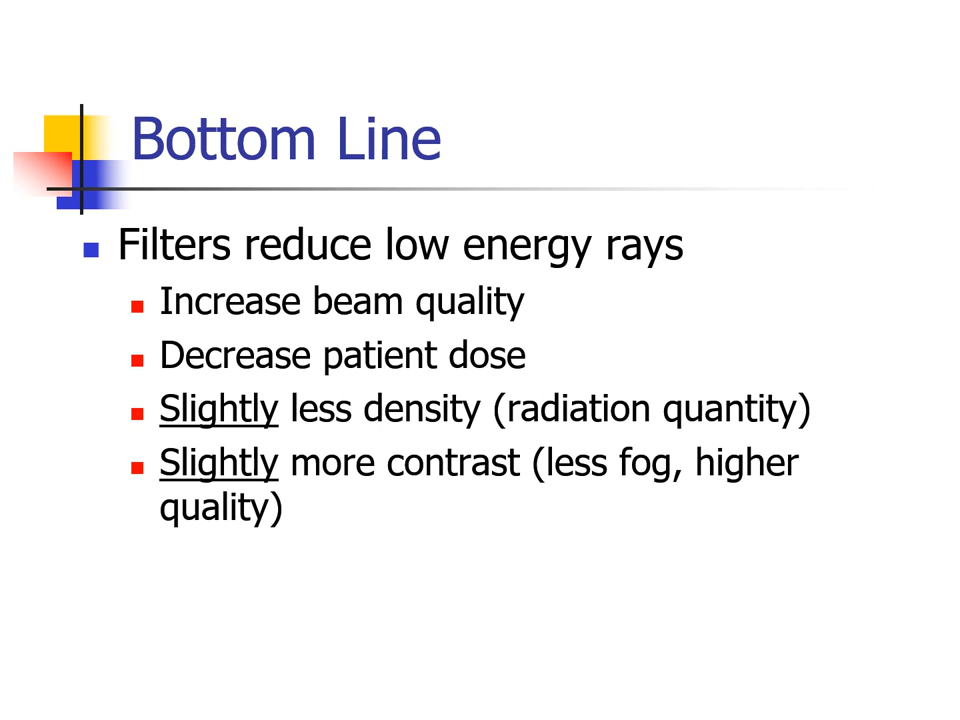 Bottom Line
Filters reduce low energy rays
Increase beam quality
Decrease patient dose
Slightly less density (radiation quantity)
Slightly more contrast (less fog, higher
quality)